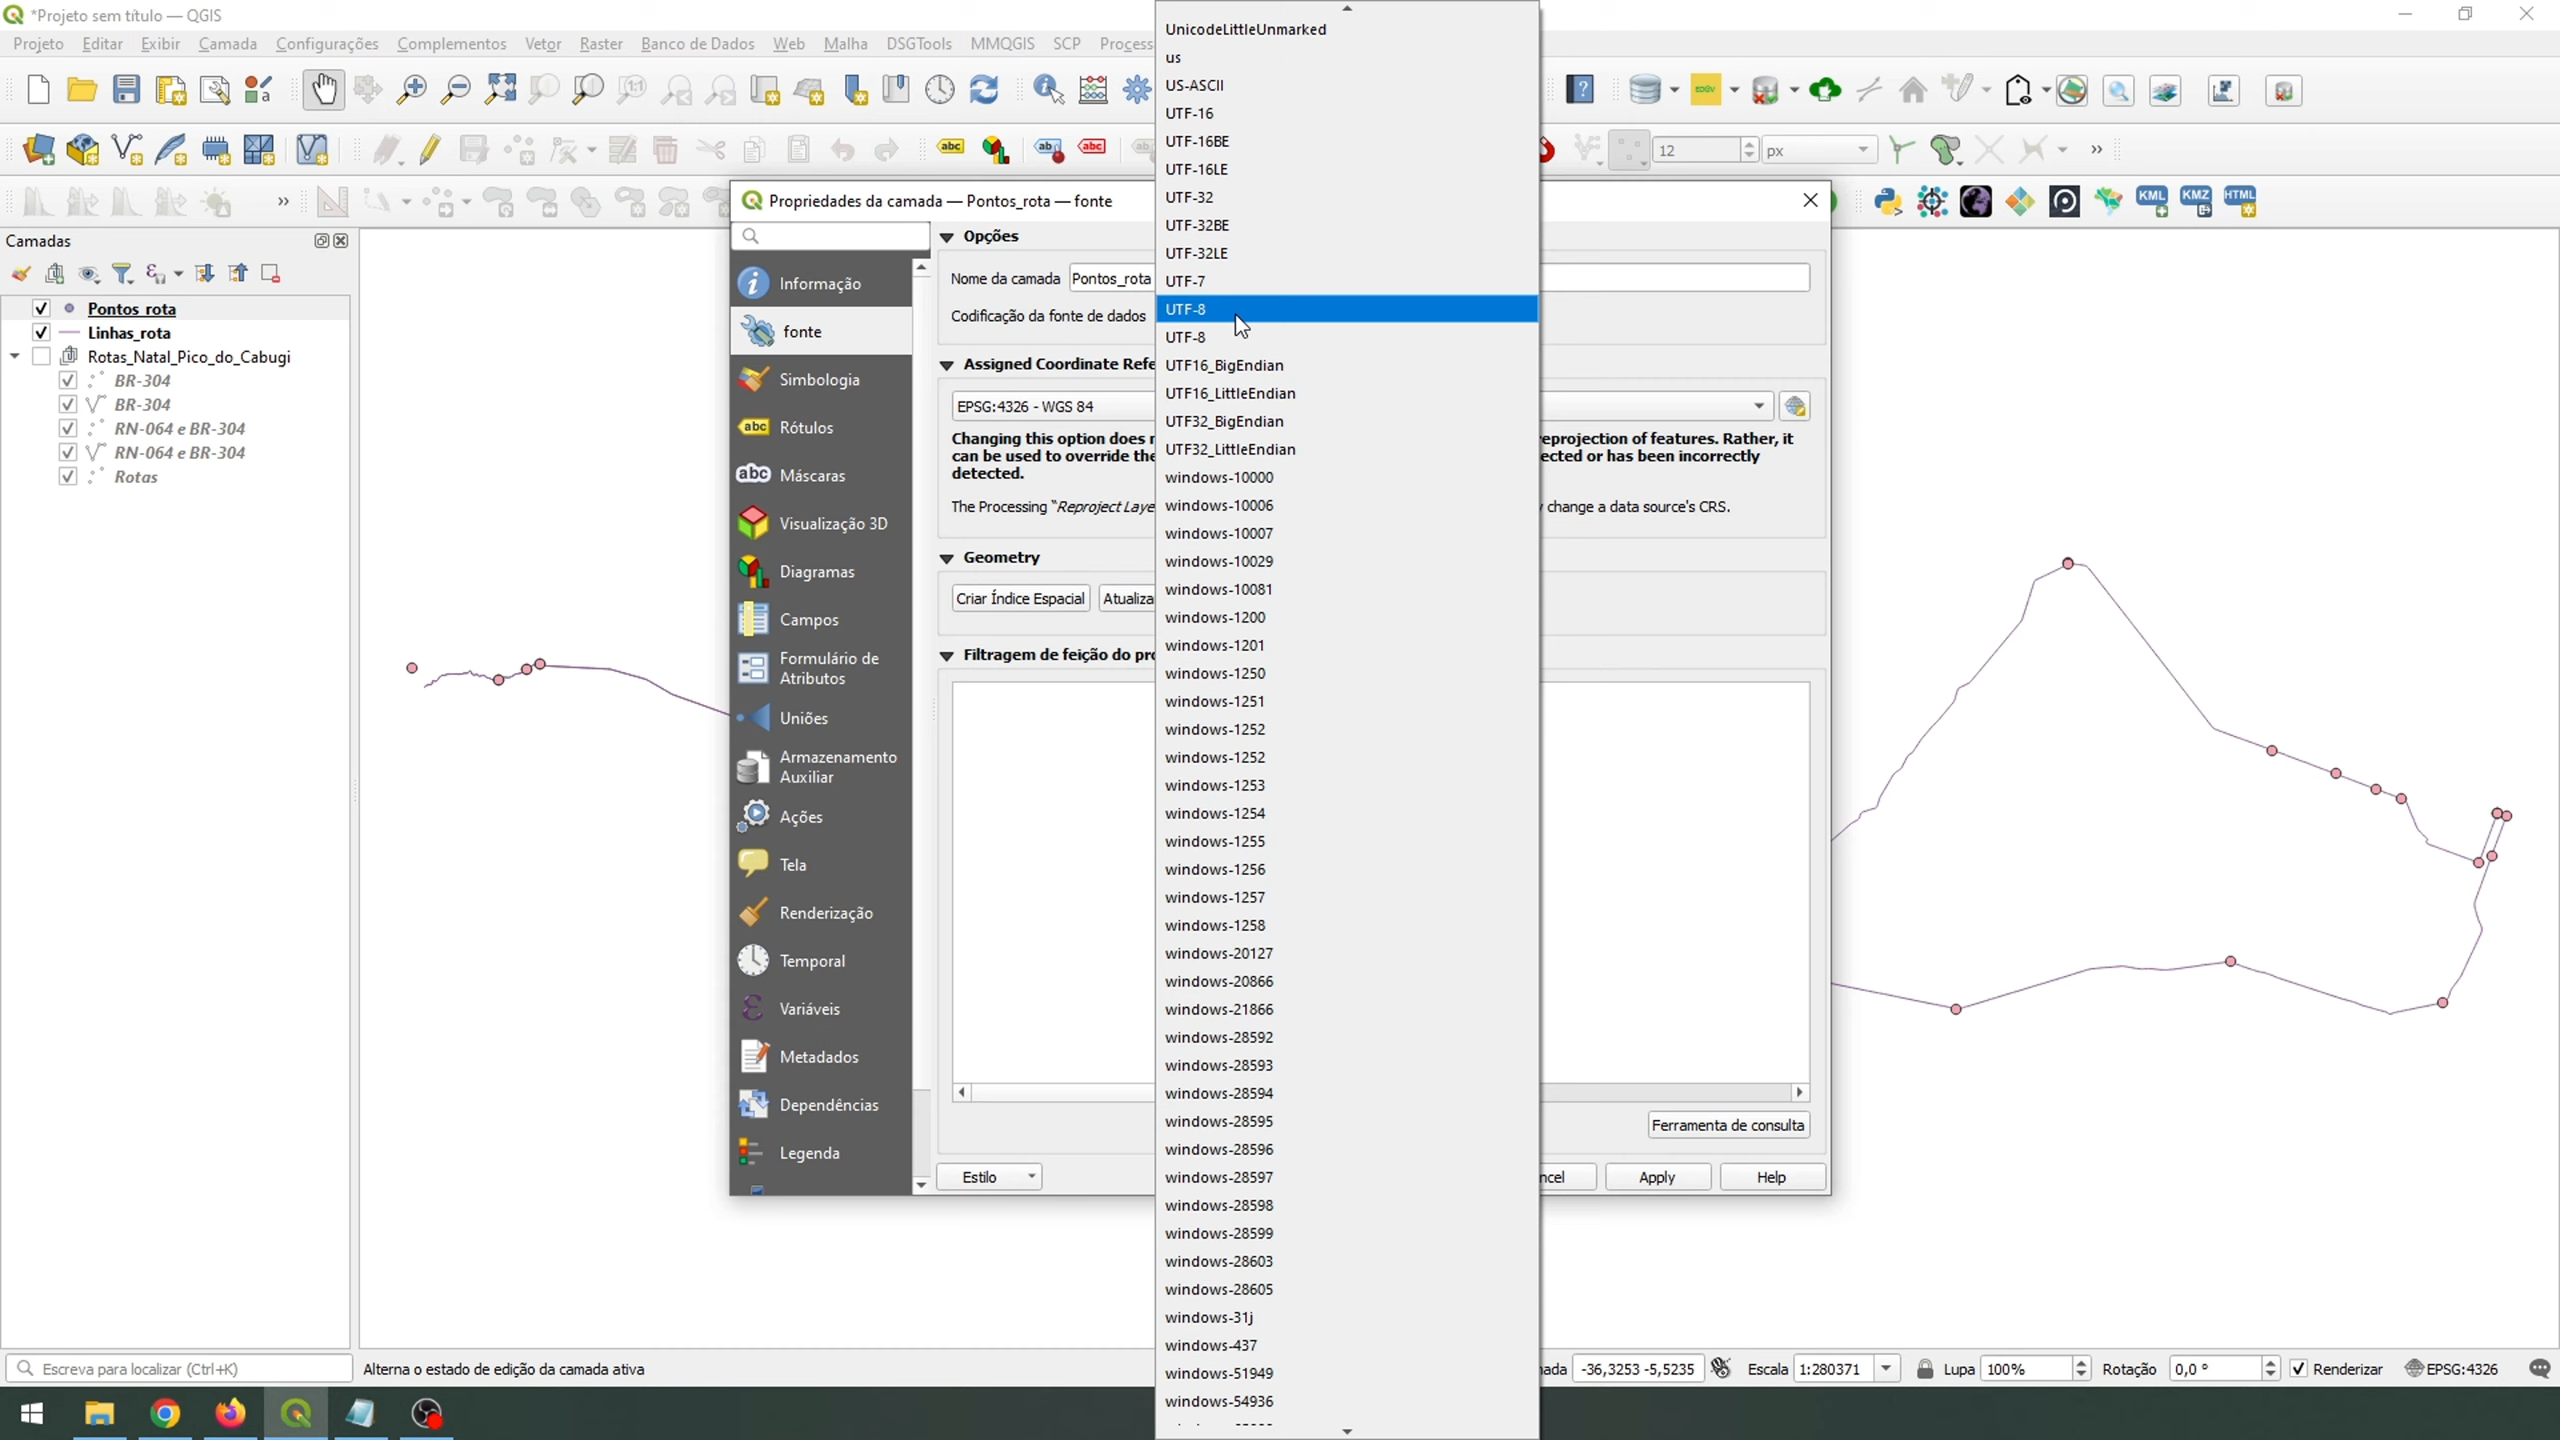 *Projeto sem título — QGIS
Projeto Editar Exibir Camada Configurações Complementos Vetor Raster Banco de Dados Web Malha DSGTools MMQGIS SCP Process
EDGV
abc abc
12 px
KML KMZ HTML
Camadas
Pontos_rota
Linhas_rota
Rotas_Natal_Pico_do_Cabugi
BR-304
BR-304
RN-064 e BR-304
RN-064 e BR-304
Rotas
Propriedades da camada — Pontos_rota — fonte
Informação
fonte
Simbologia
abc Rótulos
abc Máscaras
Visualização 3D
Diagramas
Campos
Formulário de
Atributos
Uniões
Armazenamento
Auxiliar
Ações
Tela
Renderização
Temporal
Variáveis
Metadados
Dependências
Legenda
Opções
Nome da camada Pontos_rota
Codificação da fonte de dados
Assigned Coordinate Refe
EPSG:4326 - WGS 84
Changing this option does eprojection of features. Rather, it
can be used to override the ected or has been incorrectly
detected.
The Processing "Reproject Laye change a data source's CRS.
Geometry
Criar Índice Espacial Atualiza
Filtragem de feição do pro
Ferramenta de consulta
Estilo ncel Apply Help
UnicodeLittleUnmarked
us
US-ASCII
UTF-16
UTF-16BE
UTF-16LE
UTF-32
UTF-32BE
UTF-32LE
UTF-7
UTF-8
UTF-8
UTF16_BigEndian
UTF16_LittleEndian
UTF32_BigEndian
UTF32_LittleEndian
windows-10000
windows-10006
windows-10007
windows-10029
windows-10081
windows-1200
windows-1201
windows-1250
windows-1251
windows-1252
windows-1252
windows-1253
windows-1254
windows-1255
windows-1256
windows-1257
windows-1258
windows-20127
windows-20866
windows-21866
windows-28592
windows-28593
windows-28594
windows-28595
windows-28596
windows-28597
windows-28598
windows-28599
windows-28603
windows-28605
windows-31j
windows-437
windows-51949
windows-54936
Escreva para localizar (Ctrl+K) Alterna o estado de edição da camada ativa nada -36,3253 -5,5235 Escala 1:280371 Lupa 100% Rotação 0,0 ° Renderizar EPSG:4326